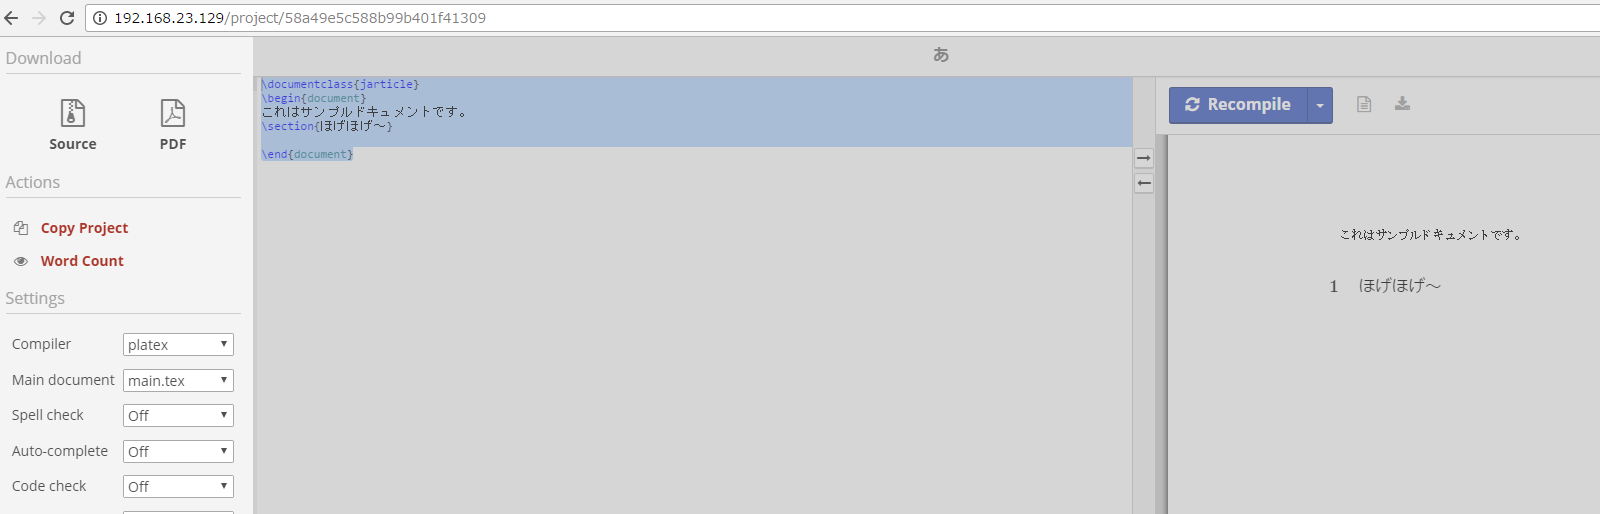 192.168.23.129/project/58a49e5c588b99b401f41309
Download
Source
PDF
Actions
Copy Project
Word Count
Settings
Compiler
platex
Main document
main.tex
Spell check
Off
Auto-complete
Off
Code check
Off
あ
\documentclass{jarticle}
\begin{document}
これはサンプルドキュメントです。
\section{ほげほげ～}
\end{document}
Recompile
これはサンプルドキュメントです。
1 ほげほげ～